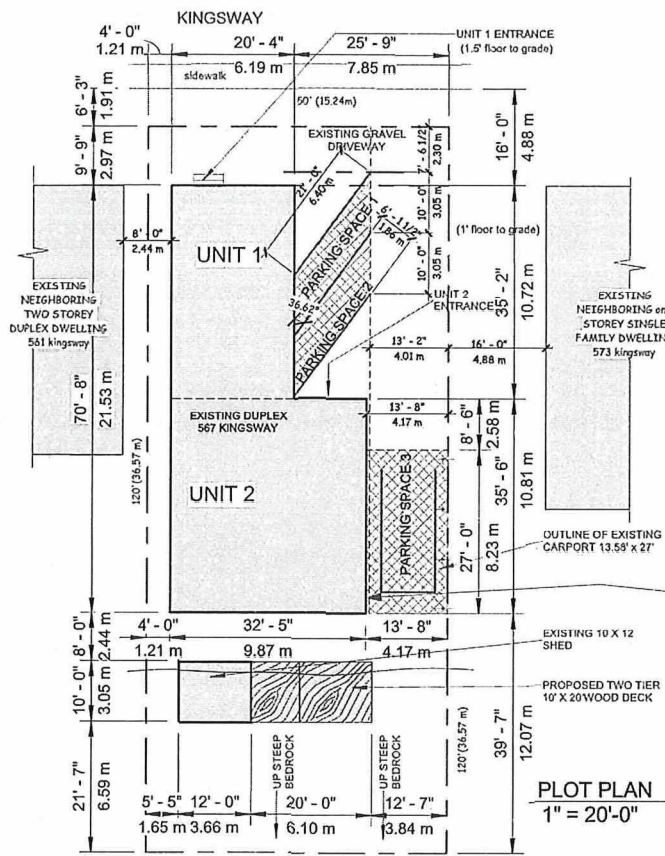 KINGSWAY
4' - 0"
1.21 m
20' - 4"
6.19 m
25' - 9"
7.85 m
UNIT 1 ENTRANCE
(1.5' floor to grade)
sidewalk
50' (15.24m)
6' - 3"
1.91 m
9' - 9"
2.97 m
EXISTING GRAVEL
DRIVEWAY
7' - 6 1/2"
2.30 m
16' - 0"
4.88 m
21' - 0"
6.40 m
10' - 0"
3.05 m
6' - 1 1/2"
1.86 m
10' - 0"
3.05 m
(1' floor to grade)
35' - 2"
10.72 m
8' - 0"
2.44 m
UNIT 1
PARKING SPACE 1
PARKING SPACE 2
36.62°
UNIT 2
ENTRANCE
EXISTING
NEIGHBORING
TWO STOREY
DUPLEX DWELLING
561 kingsway
EXISTING
NEIGHBORING on
STOREY SINGLE
FAMILY DWELLIN
573 kingsway
13' - 2"
4.01 m
16' - 0"
4.88 m
70' - 8"
21.53 m
EXISTING DUPLEX
567 KINGSWAY
13' - 8"
4.17 m
8' - 6"
2.58 m
35' - 6"
10.81 m
120' (36.57 m)
UNIT 2
PARKING SPACE 3
27' - 0"
8.23 m
OUTLINE OF EXISTING
CARPORT 13.58' X 27'
8' - 0"
2.44 m
4' - 0"
1.21 m
32' - 5"
9.87 m
13' - 8"
4.17 m
EXISTING 10 X 12
SHED
10' - 0"
3.05 m
PROPOSED TWO TIER
10' X 20' WOOD DECK
120' (36.57 m)
39' - 7"
12.07 m
21' - 7"
6.59 m
UP STEEP
BEDROCK
UP STEEP
BEDROCK
5' - 5"
1.65 m
12' - 0"
3.66 m
20' - 0"
6.10 m
12' - 7"
3.84 m
PLOT PLAN
1" = 20'-0"